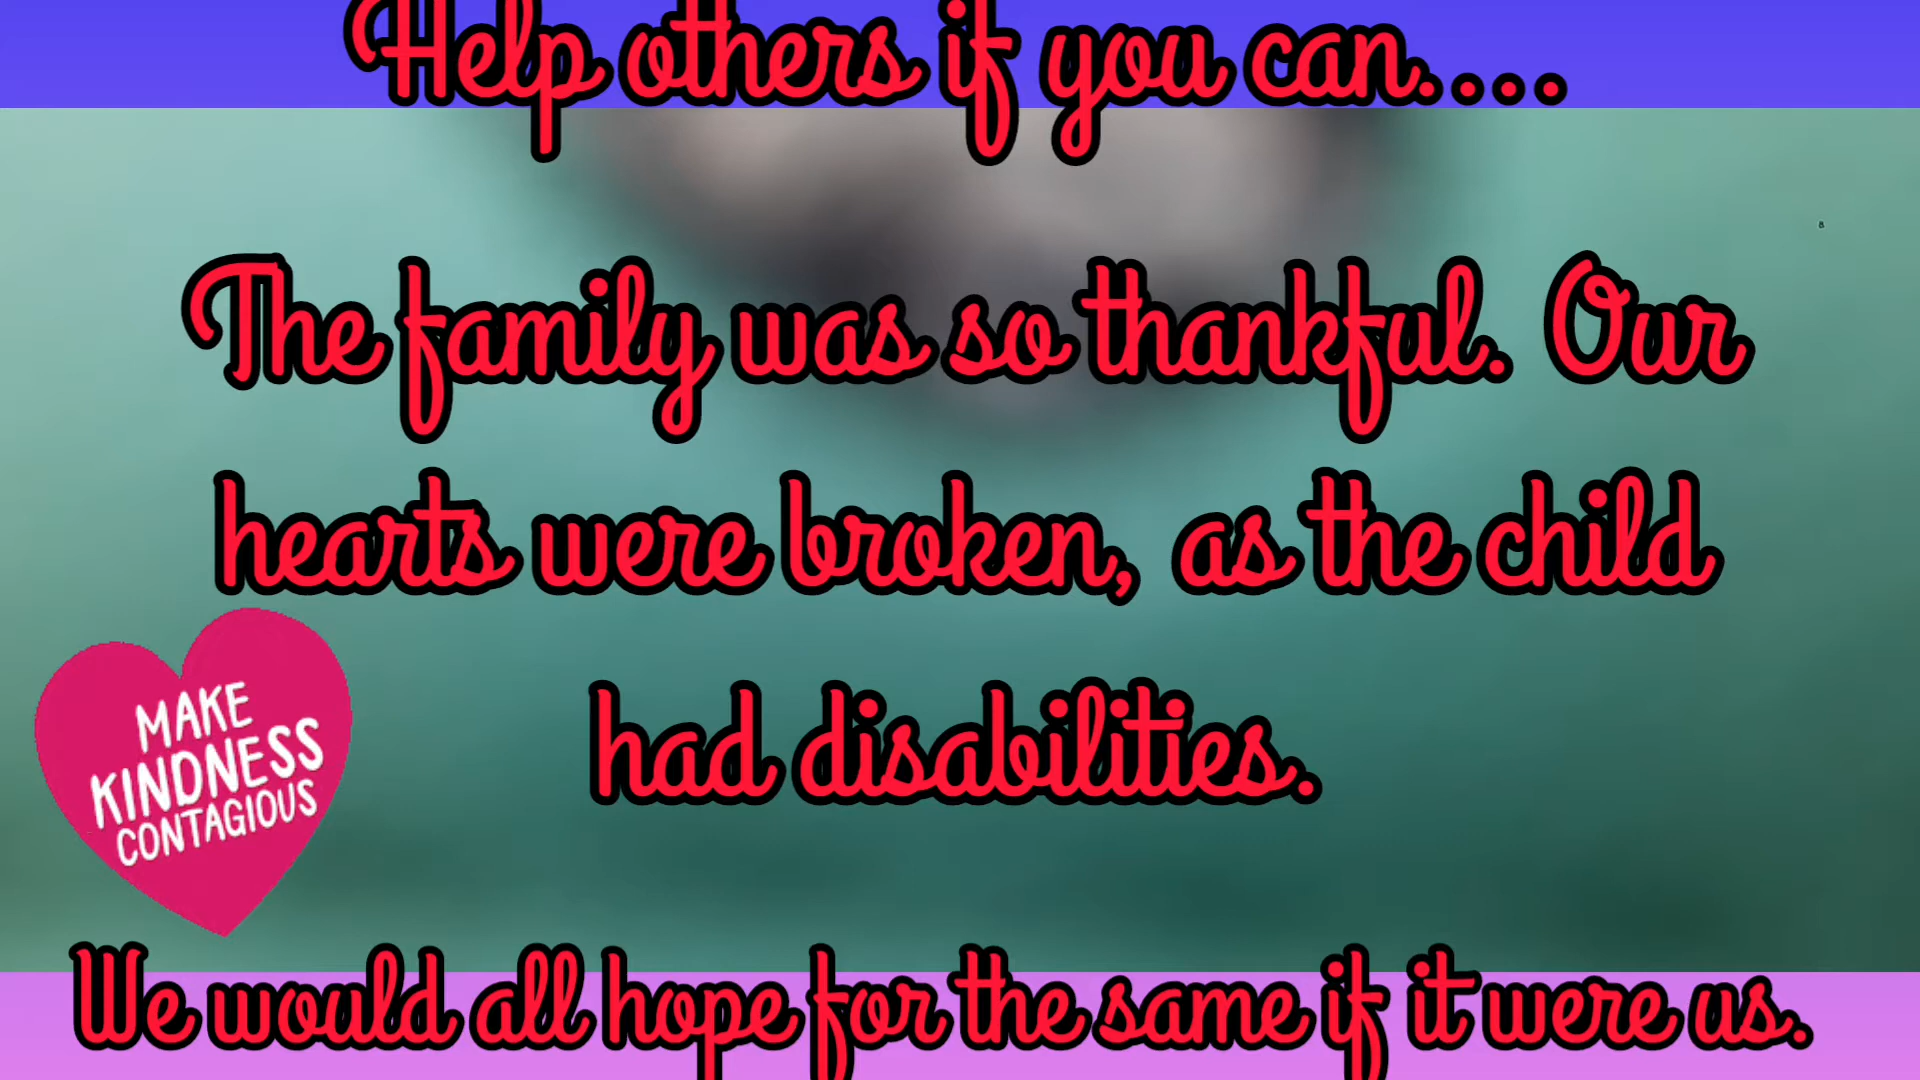 Help others if you can....
The family was so thankful. Our
hearts were broken, as the child
had disabilities.
MAKE
KINDNESS
CONTAGIOUS
We would all hope for the same if it were us.